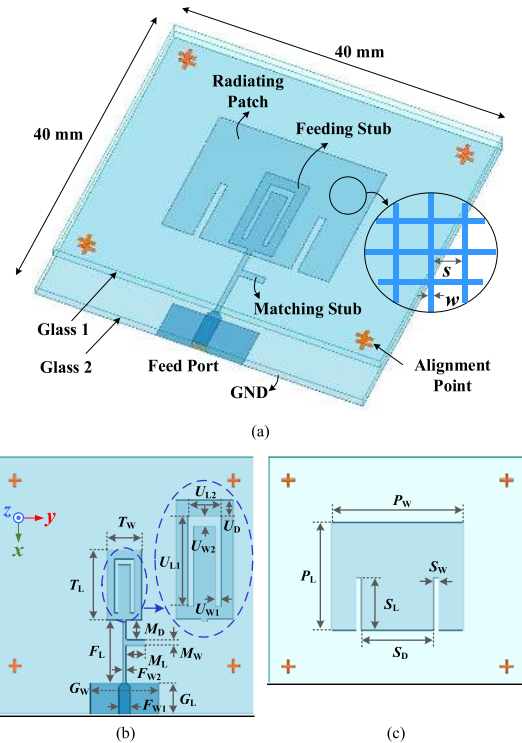 40 mm
40 mm
Radiating
Patch
Feeding Stub
s
w
Matching Stub
Glass 1
Glass 2
Feed Port
GND
Alignment
Point
(a)
z
y
x
TW
TL
UL2
UD
UW2
UL1
UW1
MD
FL
ML
MW
FW2
GW
FW1
GL
(b)
PW
PL
SW
SL
SD
(c)